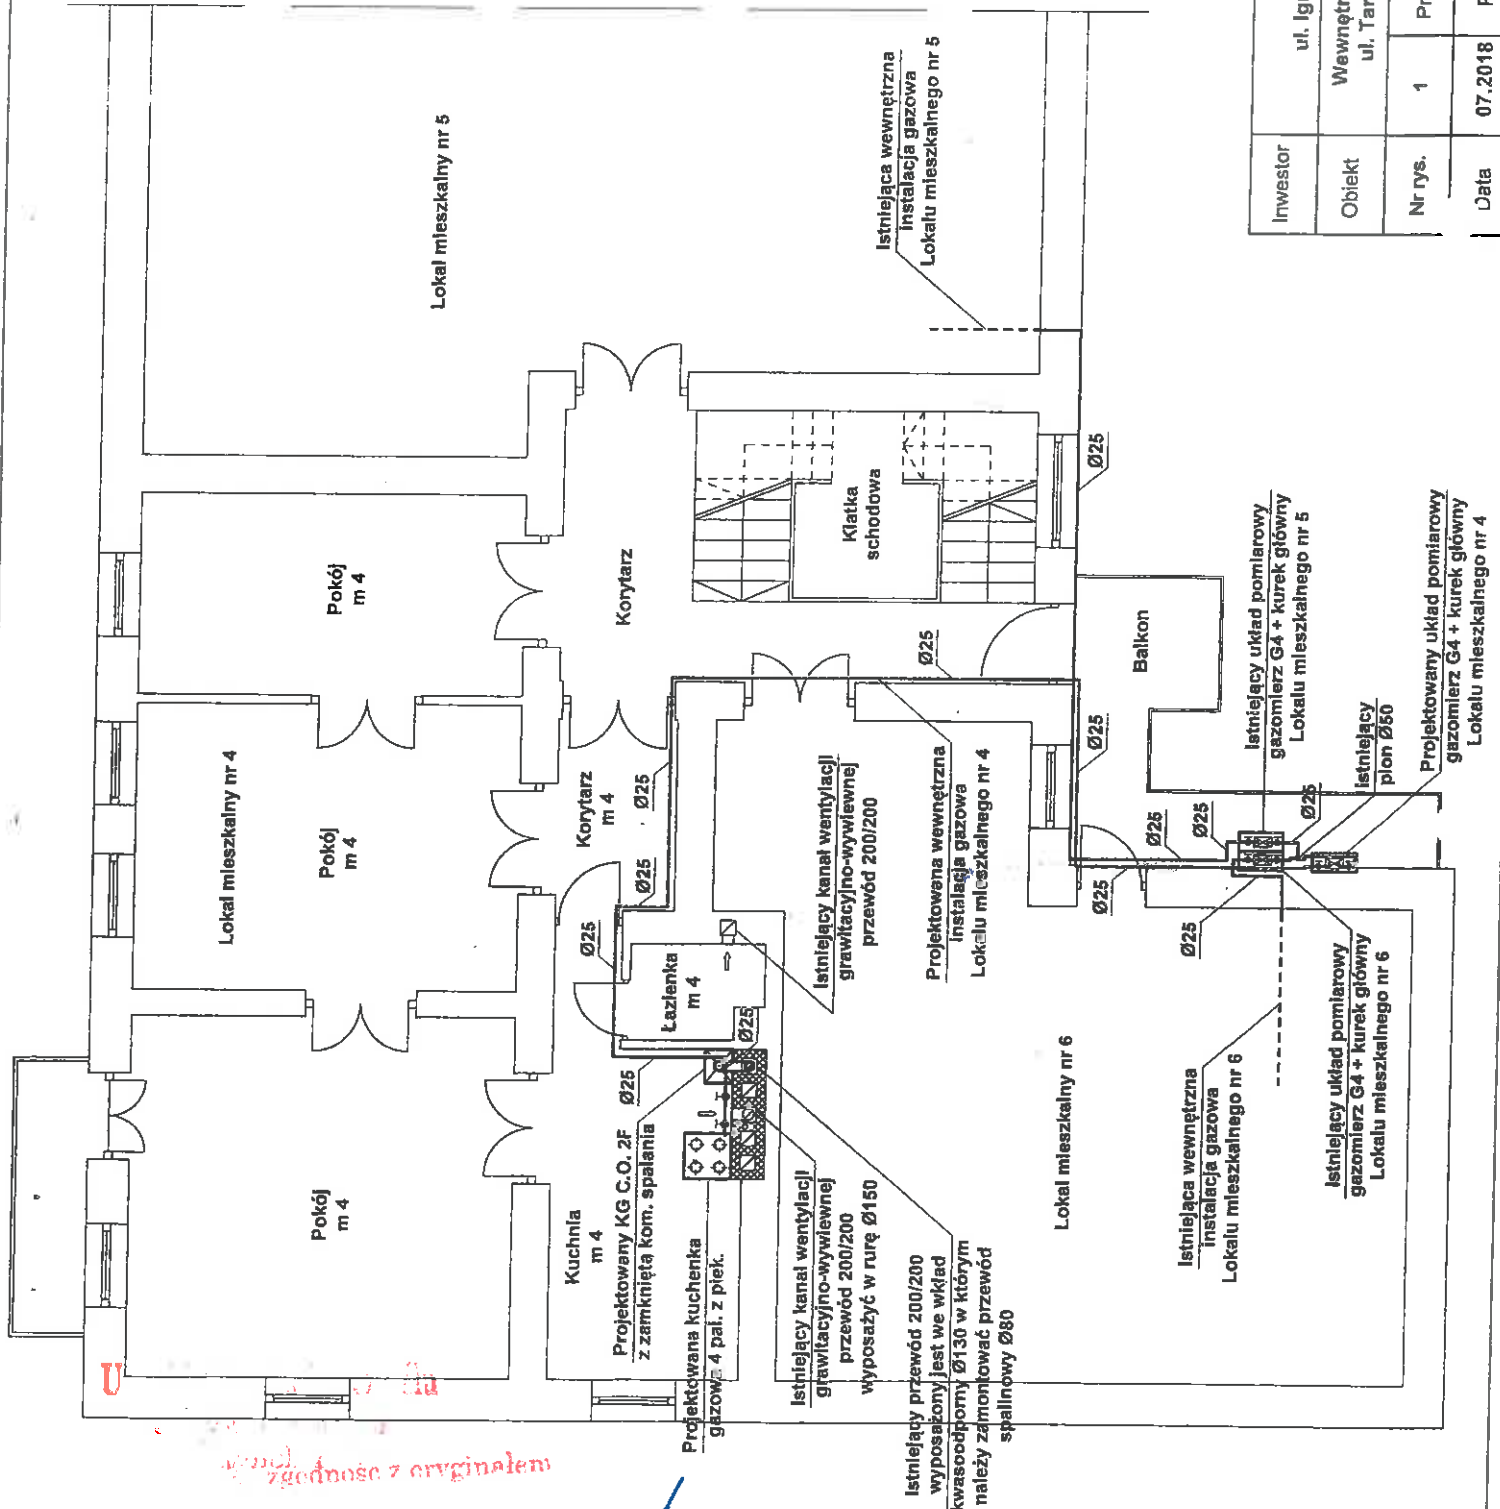 Lokal mieszkalny nr 5
Istniejąca wewnętrzna
instalacja gazowa
Lokalu mieszkalnego nr 5
Inwestor
ul.
Obiekt
ul.
Nr rys.
1
Data
07.2018
Pokój
m 4
Korytarz
Klatka
schodowa
Ø25
Ø25
Balkon
Istniejący układ pomiarowy
gazomierz G4 + kurek główny
Lokalu mieszkalnego nr 5
Projektowany układ pomiarowy
gazomierz G4 + kurek główny
Lokalu mieszkalnego nr 4
Istniejący
pion Ø50
Lokal mieszkalny nr 4
Pokój
m 4
Korytarz
m 4
Ø25
Ø25
Ø25
Istniejący kanał wentylacji
grawitacyjno-wywiewnej
przewód 200/200
Projektowana wewnętrzna
instalacja gazowa
Lokalu mieszkalnego nr 4
Ø25
Ø25
Ø25
Ø25
Ø25
Ø25
Łazienka
m 4
Ø25
Ø25
Pokój
m 4
Kuchnia
m 4
Projektowany KG C.O. 2F
z zamkniętą kom. spalania
Projektowana kuchenka
gazowa 4 pal. z piek.
Istniejący kanał wentylacji
grawitacyjno-wywiewnej
przewód 200/200
wyposażyć w rurę Ø150
Istniejący przewód 200/200
wyposażony jest we wkład
kwasoodporny Ø130 w którym
należy zamontować przewód
spalinowy Ø80
Lokal mieszkalny nr 6
Istniejąca wewnętrzna
instalacja gazowa
Lokalu mieszkalnego nr 6
Istniejący układ pomiarowy
gazomierz G4 + kurek główny
Lokalu mieszkalnego nr 6
U
zgodność z oryginałem